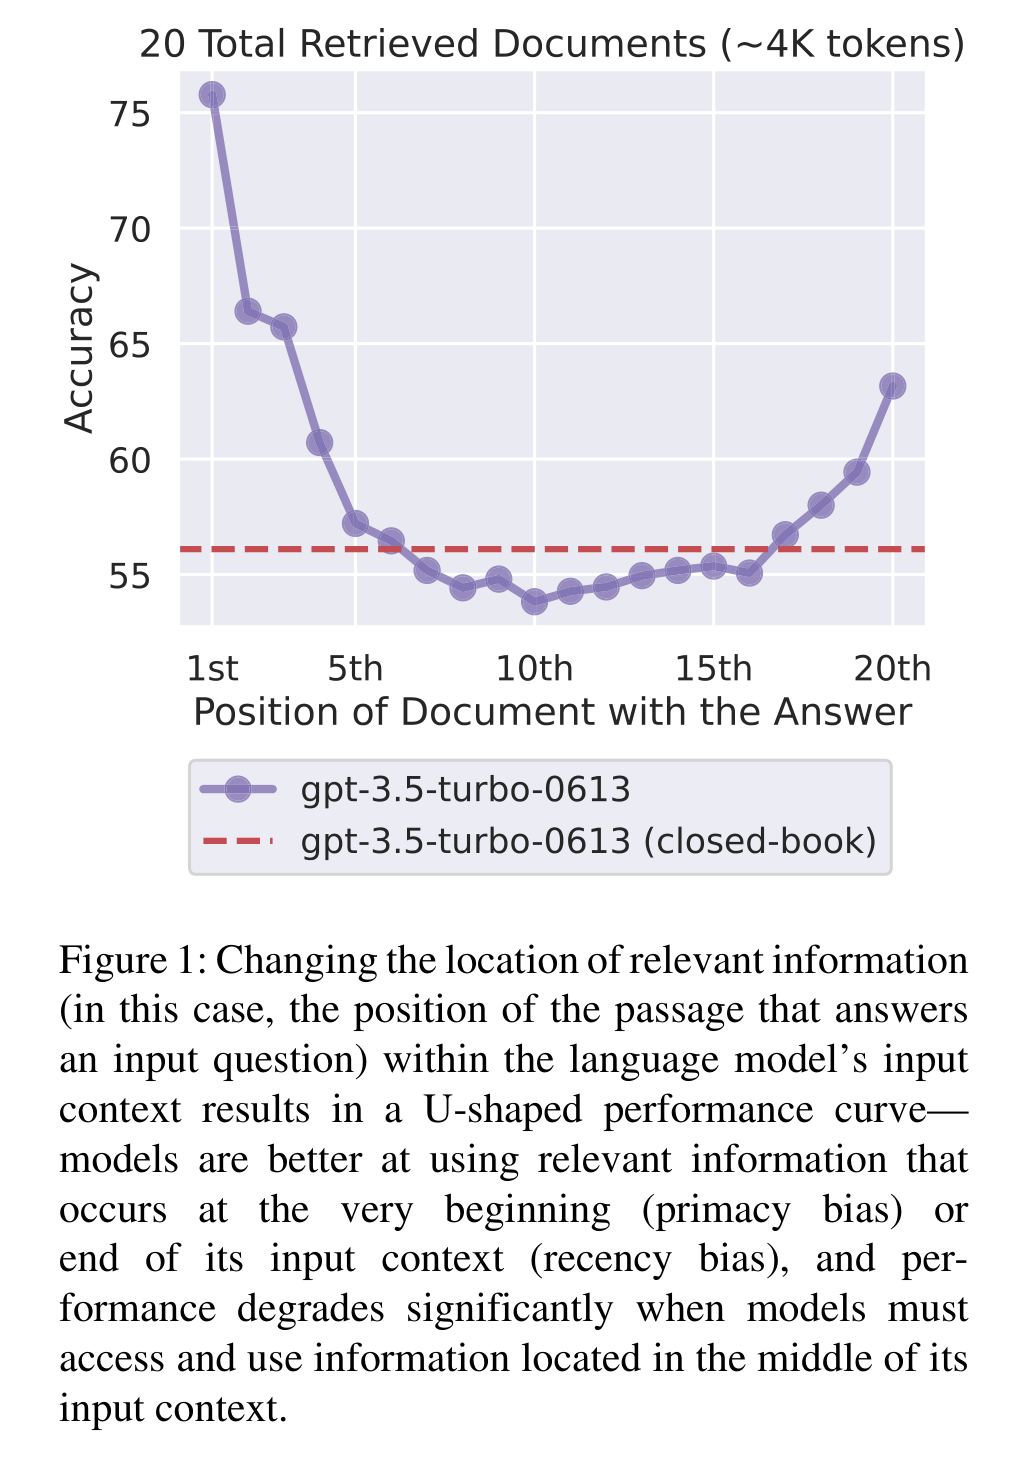 20 Total Retrieved Documents (~4K tokens)
75
70
65
60
55
Accuracy
1st 5th 10th 15th 20th
Position of Document with the Answer
gpt-3.5-turbo-0613
gpt-3.5-turbo-0613 (closed-book)
Figure 1: Changing the location of relevant information
(in this case, the position of the passage that answers
an input question) within the language model’s input
context results in a U-shaped performance curve—
models are better at using relevant information that
occurs at the very beginning (primacy bias) or
end of its input context (recency bias), and per-
formance degrades significantly when models must
access and use information located in the middle of its
input context.